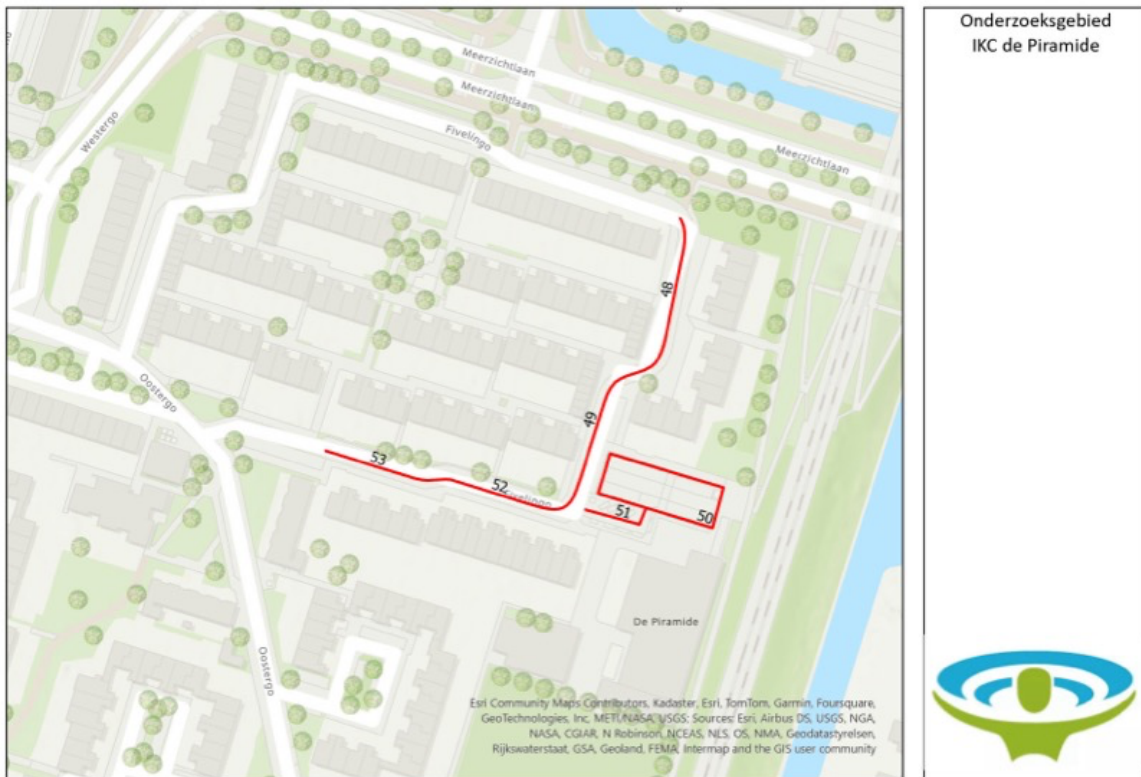 Onderzoeksgebied
IKC de Piramide
Meerzichtlaan
Meerzichtlaan
Meerzichtlaan
Westergo
Fivelingo
48
Oostergo
49
53
52
Fivelingo
51
50
De Piramide
Oostergo
Esri Community Maps Contributors, Kadaster, Esri, TomTom, Garmin, Foursquare,
GeoTechnologies, Inc, METI/NASA, USGS; Sources: Esri, Airbus DS, USGS, NGA,
NASA, CGIAR, N Robinson, NCEAS, NLS, OS, NMA, Geodatastyrelsen,
Rijkswaterstaat, GSA, Geoland, FEMA, Intermap and the GIS user community